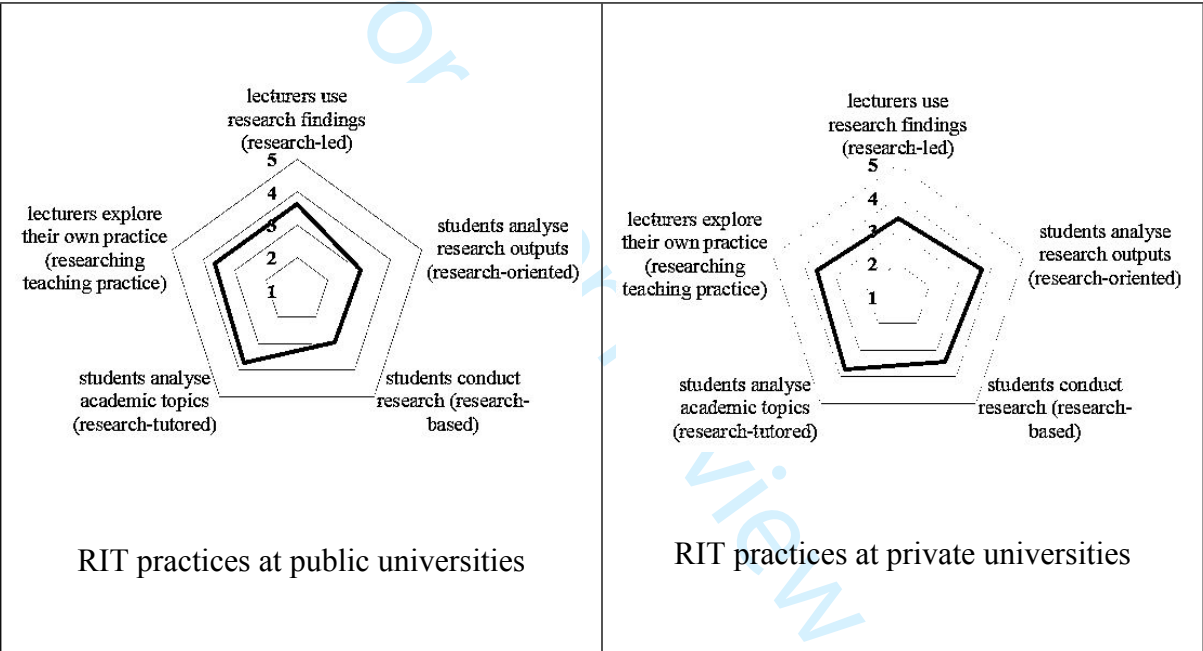 or
lecturers use
research findings
(research-led)
5
4
3
2
1
lecturers explore
their own practice
(researching
teaching practice)
students analyse
research outputs
(research-oriented)
students analyse
academic topics
(research-tutored)
students conduct
research (research-
based)
RIT practices at public universities
lecturers use
research findings
(research-led)
5
4
3
2
1
lecturers explore
their own practice
(researching
teaching practice)
students analyse
research outputs
(research-oriented)
students analyse
academic topics
(research-tutored)
students conduct
research (research-
based)
RIT practices at private universities
view